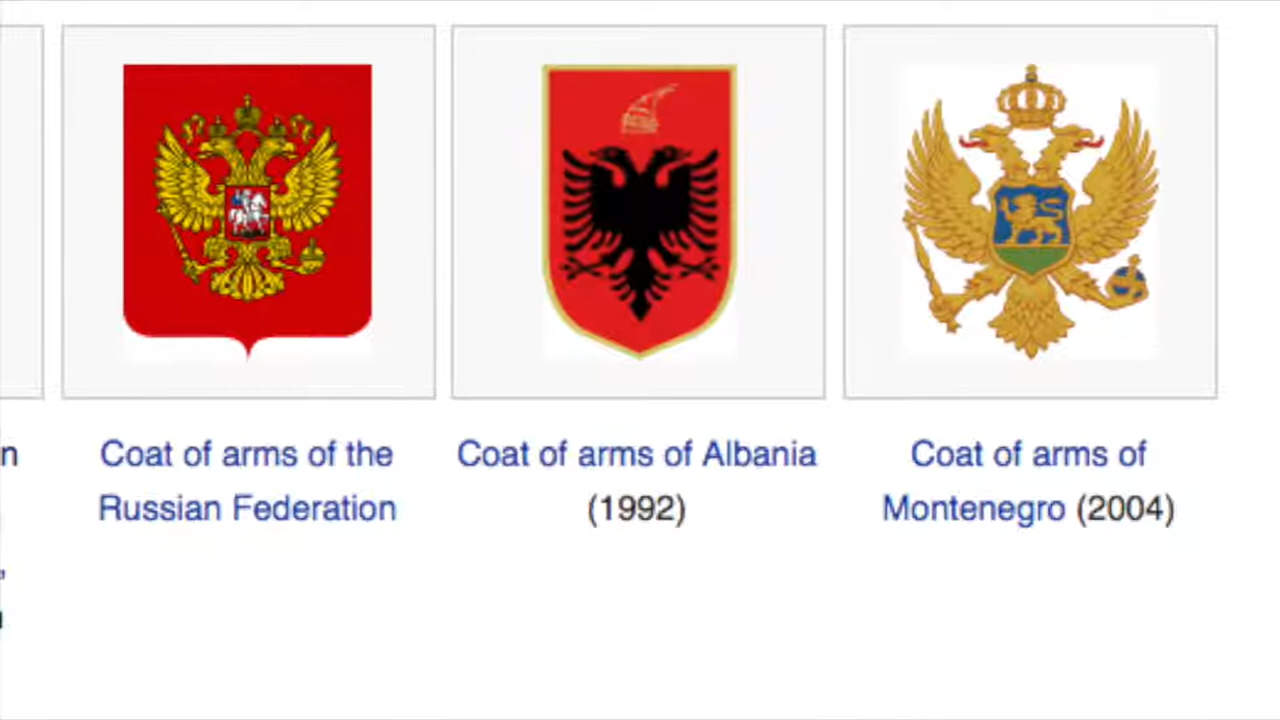 Coat of arms of the
Russian Federation
Coat of arms of Albania
(1992)
Coat of arms of
Montenegro (2004)